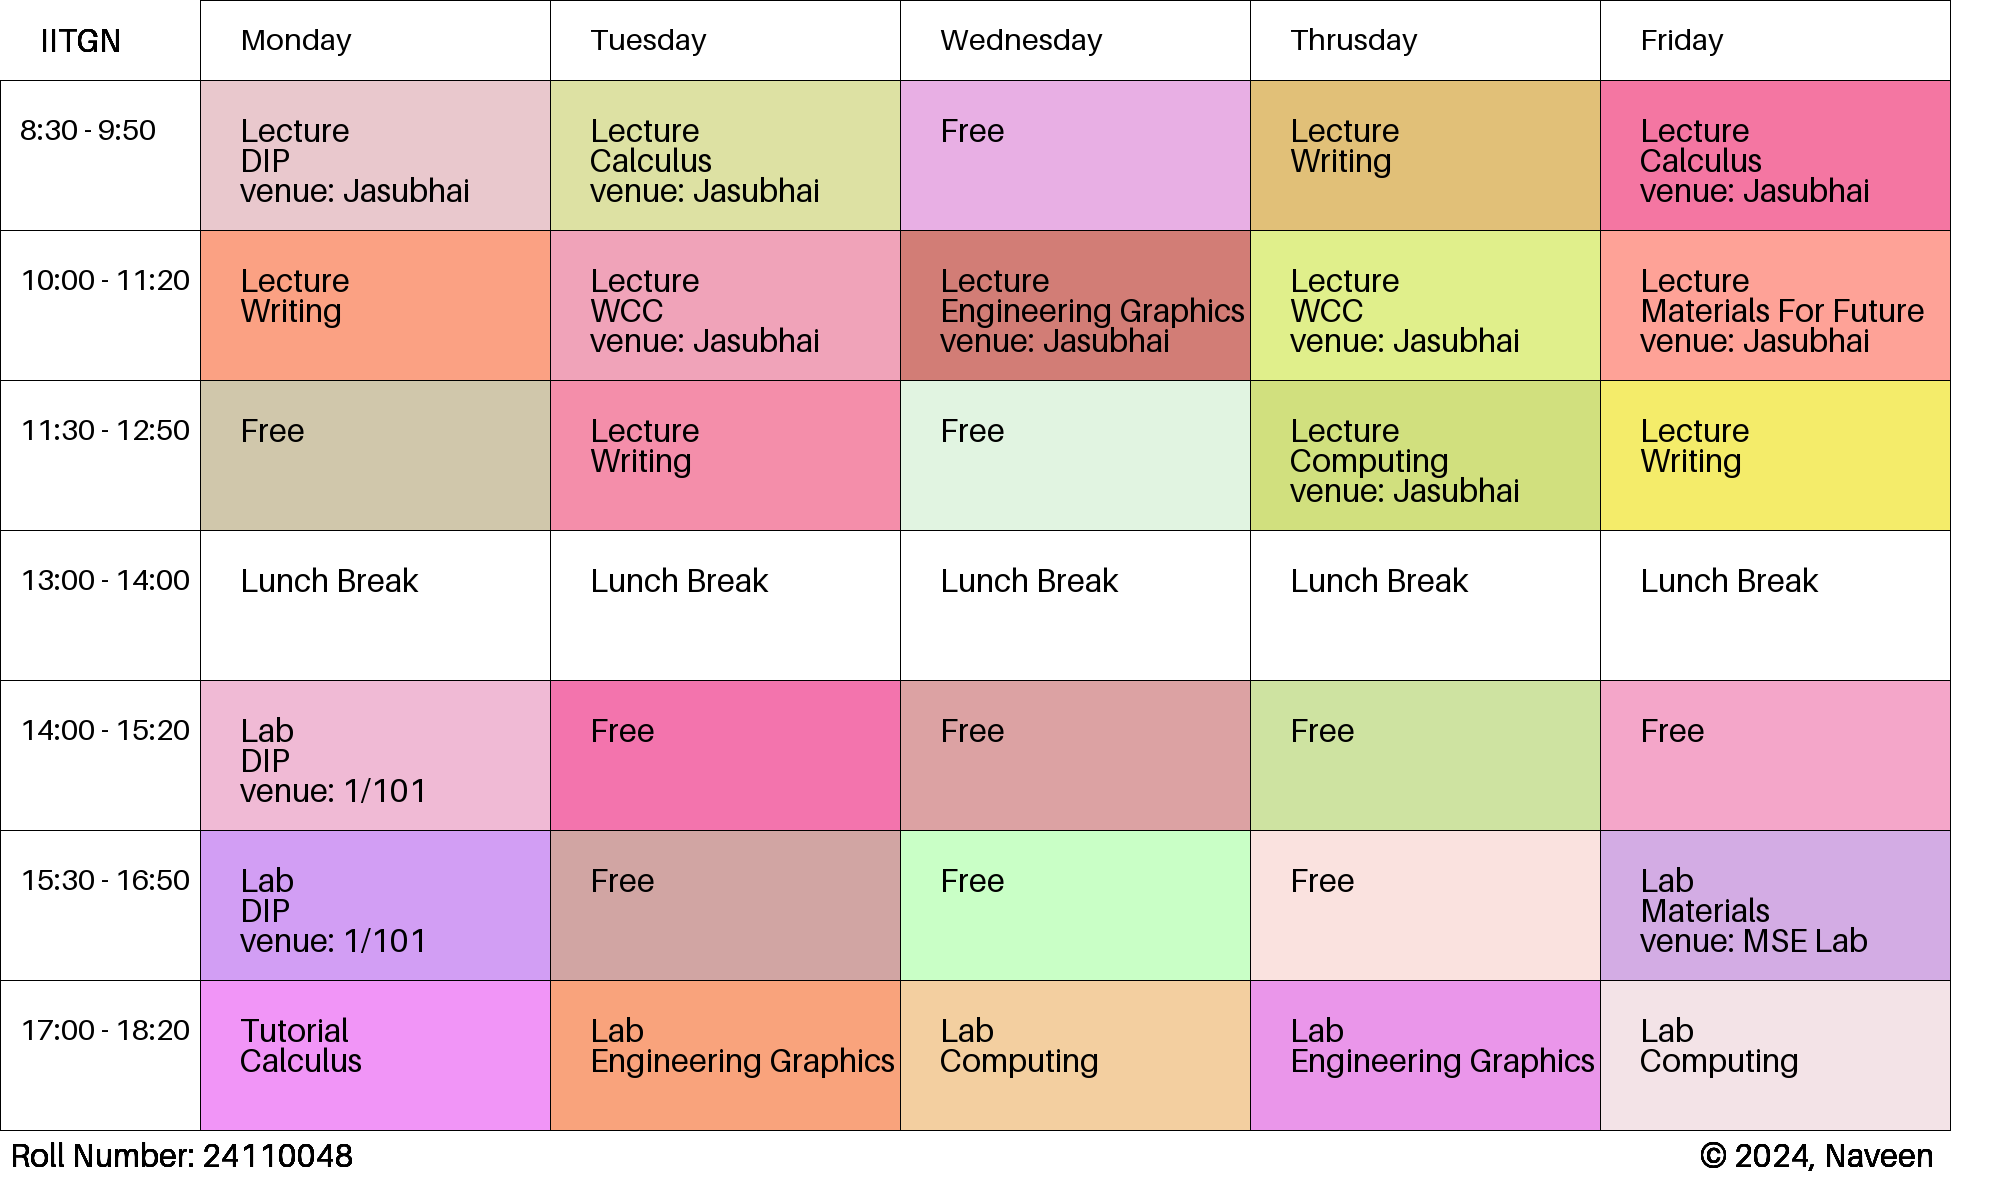 IITGN Monday Tuesday Wednesday Thrusday Friday
8:30 - 9:50
Lecture
DIP
venue: Jasubhai
Lecture
Calculus
venue: Jasubhai
Free
Lecture
Writing
Lecture
Calculus
venue: Jasubhai
10:00 - 11:20
Lecture
Writing
Lecture
WCC
venue: Jasubhai
Lecture
Engineering Graphics
venue: Jasubhai
Lecture
WCC
venue: Jasubhai
Lecture
Materials For Future
venue: Jasubhai
11:30 - 12:50
Free
Lecture
Writing
Free
Lecture
Computing
venue: Jasubhai
Lecture
Writing
13:00 - 14:00
Lunch Break
Lunch Break
Lunch Break
Lunch Break
Lunch Break
14:00 - 15:20
Lab
DIP
venue: 1/101
Free
Free
Free
Free
15:30 - 16:50
Lab
DIP
venue: 1/101
Free
Free
Free
Lab
Materials
venue: MSE Lab
17:00 - 18:20
Tutorial
Calculus
Lab
Engineering Graphics
Lab
Computing
Lab
Engineering Graphics
Lab
Computing
Roll Number: 24110048
© 2024, Naveen